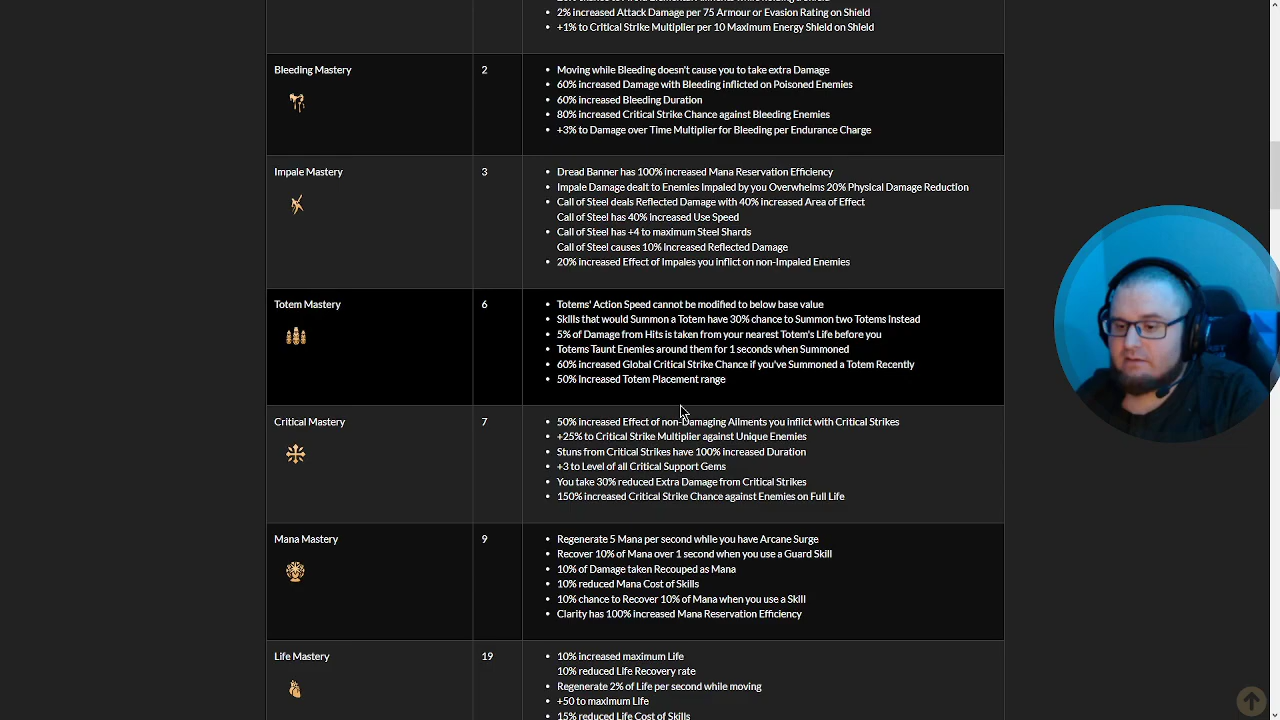 2% increased Attack Damage per 75 Armour or Evasion Rating on Shield
+1% to Critical Strike Multiplier per 10 Maximum Energy Shield on Shield
Bleeding Mastery
2
Moving while Bleeding doesn't cause you to take extra Damage
60% increased Damage with Bleeding inflicted on Poisoned Enemies
60% increased Bleeding Duration
80% increased Critical Strike Chance against Bleeding Enemies
+3% to Damage over Time Multiplier for Bleeding per Endurance Charge
Impale Mastery
3
Dread Banner has 100% increased Mana Reservation Efficiency
Impale Damage dealt to Enemies Impaled by you Overwhelms 20% Physical Damage Reduction
Call of Steel deals Reflected Damage with 40% increased Area of Effect
Call of Steel has 40% increased Use Speed
Call of Steel has +4 to maximum Steel Shards
Call of Steel causes 10% increased Reflected Damage
20% increased Effect of Impales you inflict on non-Impaled Enemies
Totem Mastery
6
Totems' Action Speed cannot be modified to below base value
Skills that would Summon a Totem have 30% chance to Summon two Totems Instead
5% of Damage from Hits is taken from your nearest Totem's Life before you
Totems Taunt Enemies around them for 1 seconds when Summoned
60% increased Global Critical Strike Chance if you've Summoned a Totem Recently
50% increased Totem Placement range
Critical Mastery
7
50% increased Effect of non-Damaging Ailments you inflict with Critical Strikes
+25% to Critical Strike Multiplier against Unique Enemies
Stuns from Critical Strikes have 100% increased Duration
+3 to Level of all Critical Support Gems
You take 30% reduced Extra Damage from Critical Strikes
150% increased Critical Strike Chance against Enemies on Full Life
Mana Mastery
9
Regenerate 5 Mana per second while you have Arcane Surge
Recover 10% of Mana over 1 second when you use a Guard Skill
10% of Damage taken Recouped as Mana
10% reduced Mana Cost of Skills
10% chance to Recover 10% of Mana when you use a Skill
Clarity has 100% increased Mana Reservation Efficiency
Life Mastery
19
10% increased maximum Life
10% reduced Life Recovery rate
Regenerate 2% of Life per second while moving
+50 to maximum Life
15% reduced Life Cost of Skills